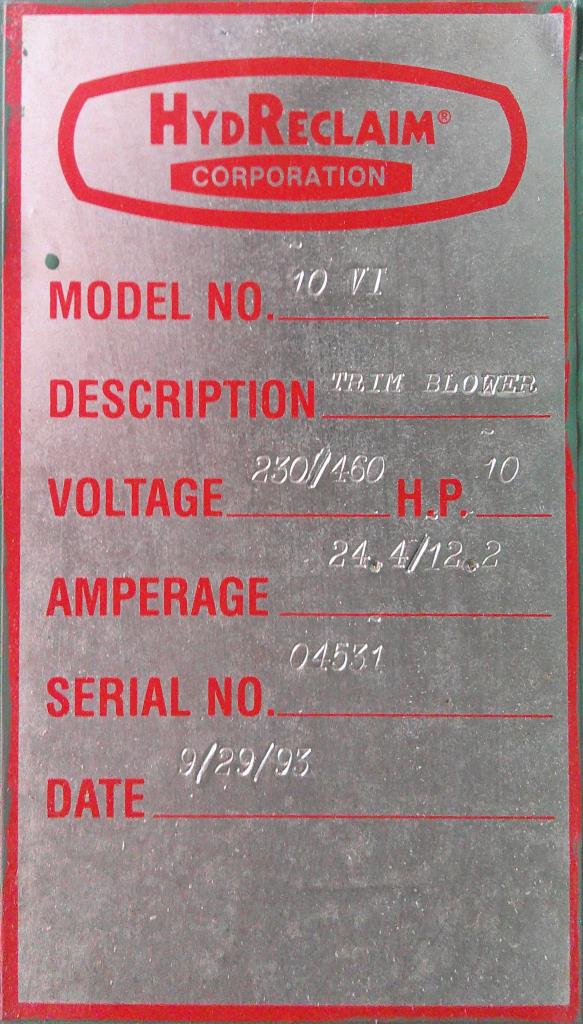 HYDRECLAIM®
CORPORATION
MODEL NO. 10 VI
DESCRIPTION TRIM BLOWER
VOLTAGE 230/460 H.P. 10
AMPERAGE 24.4/12.2
SERIAL NO. 04531
DATE 9/29/93